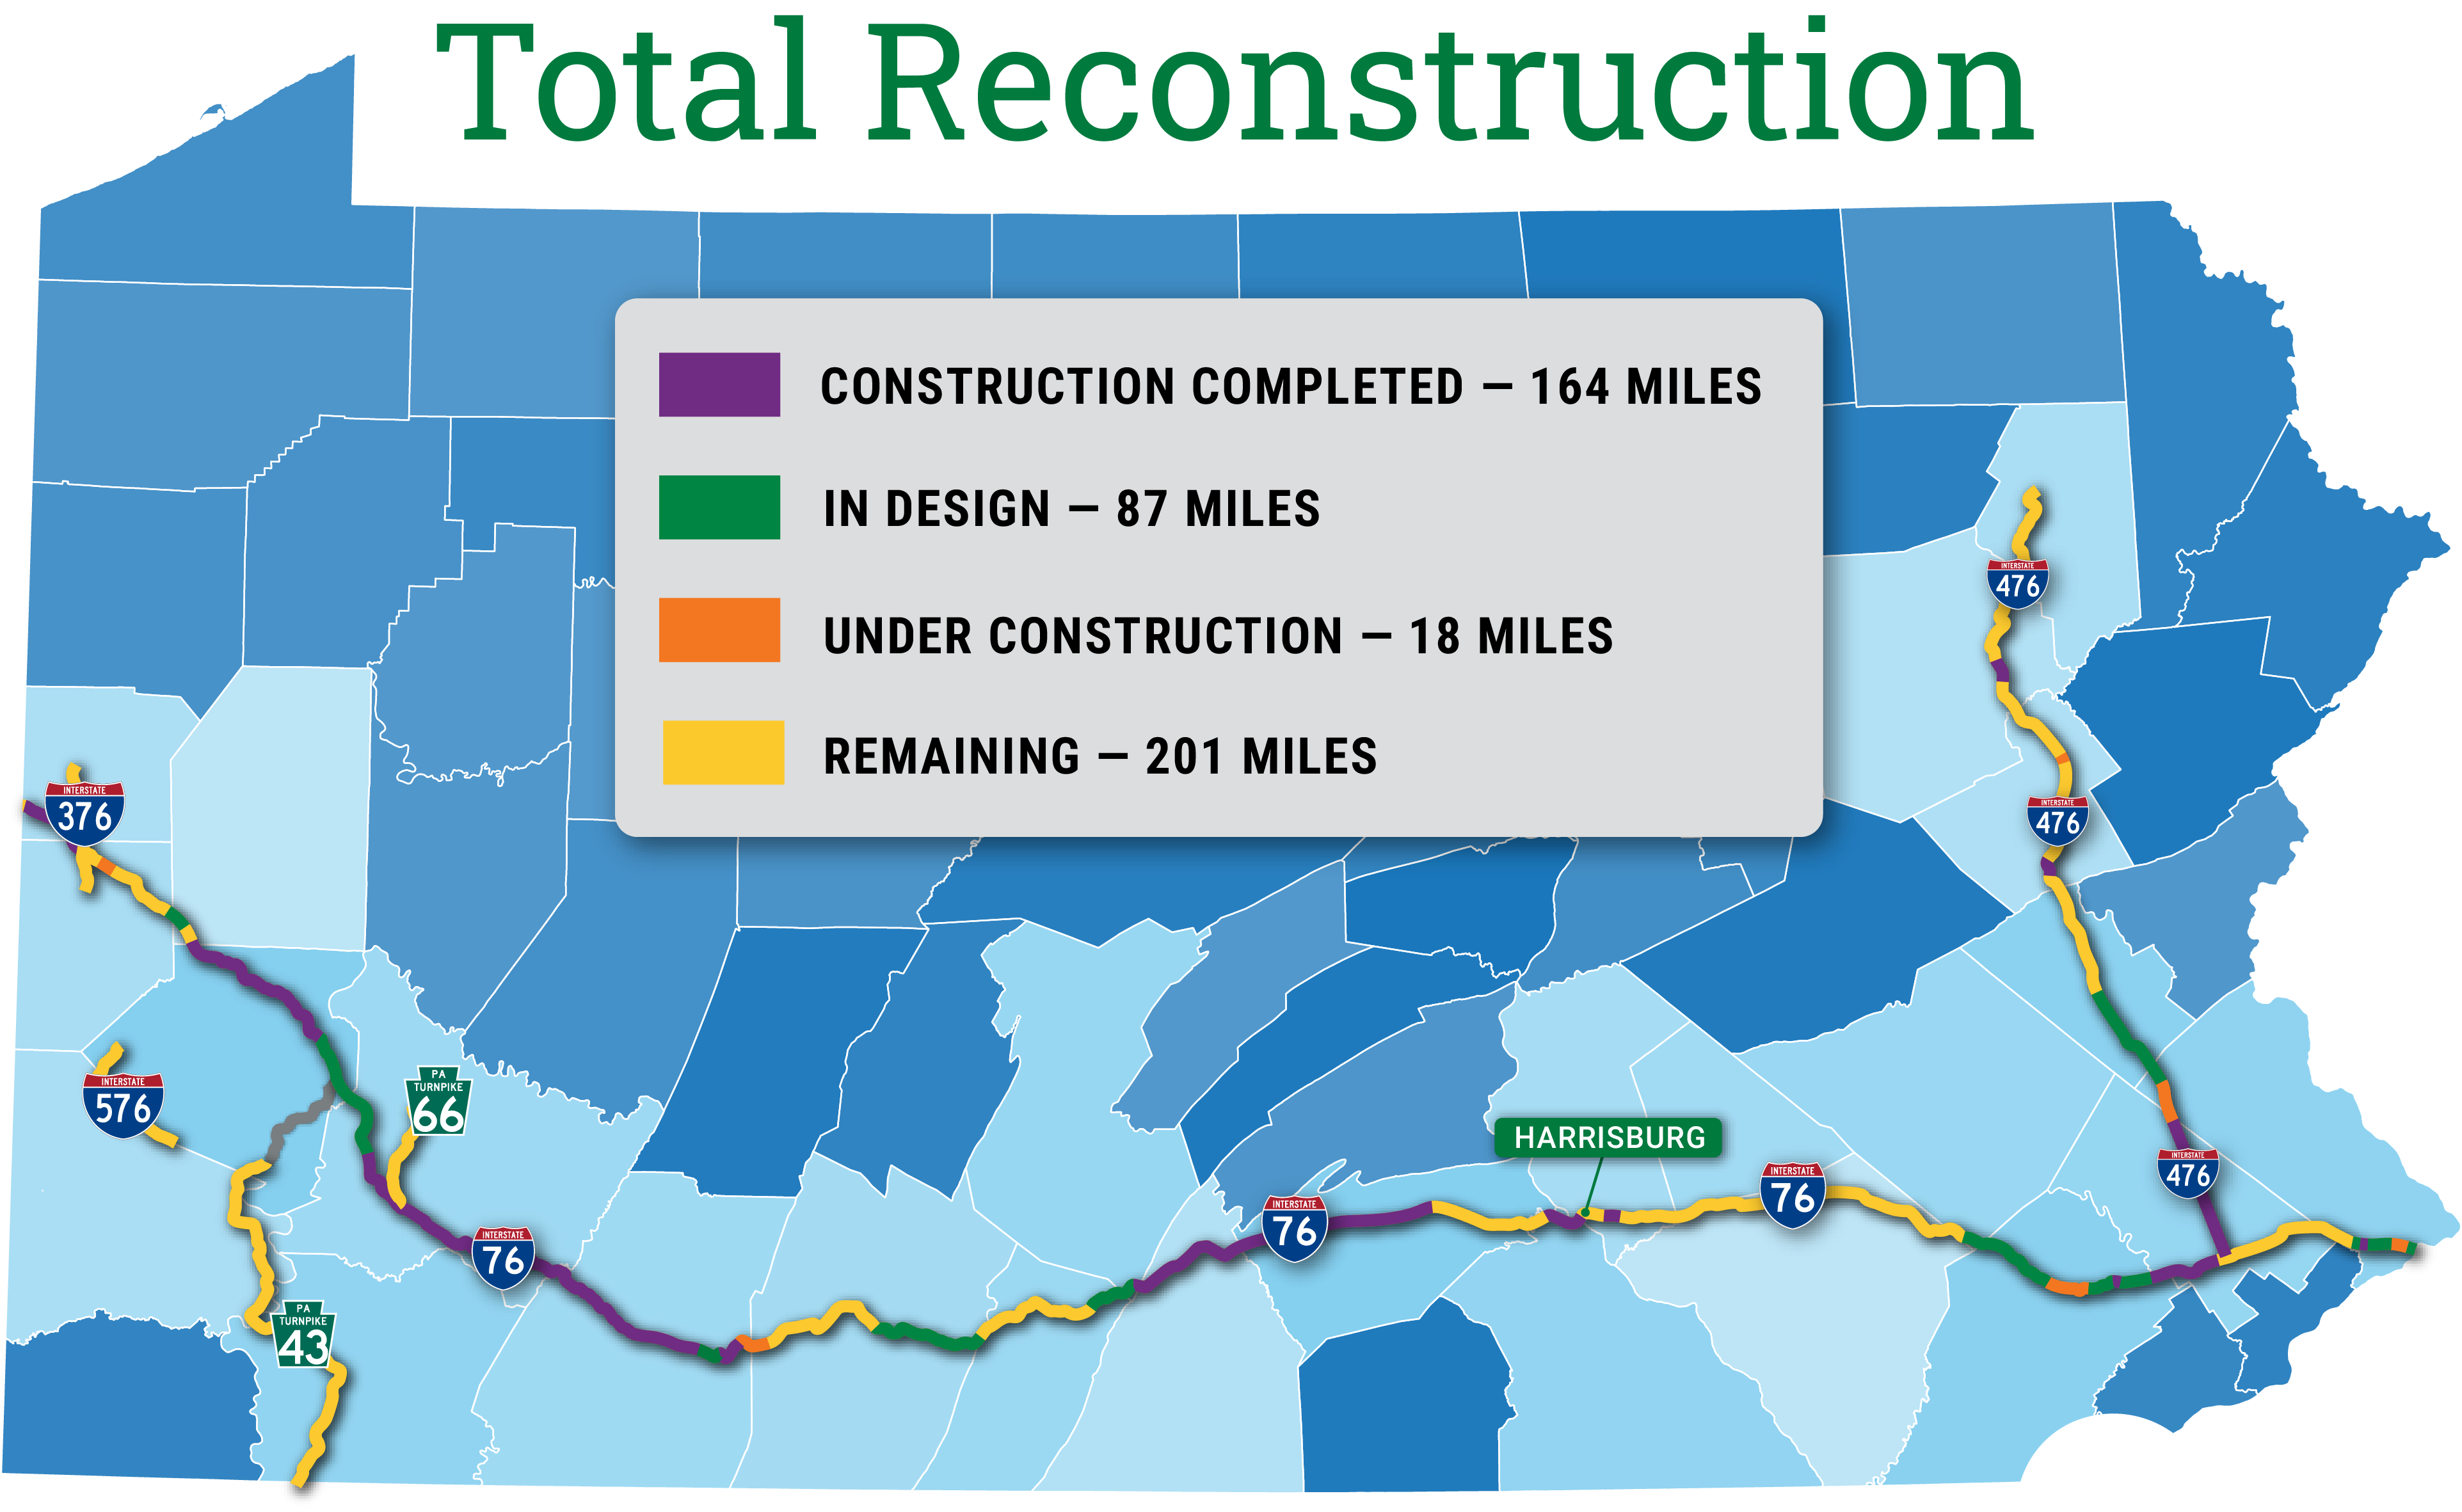 Total Reconstruction
CONSTRUCTION COMPLETED – 164 MILES
IN DESIGN – 87 MILES
UNDER CONSTRUCTION – 18 MILES
REMAINING – 201 MILES
INTERSTATE
476
INTERSTATE
376
INTERSTATE
476
PA
TURNPIKE
66
INTERSTATE
576
HARRISBURG
INTERSTATE
476
INTERSTATE
76
INTERSTATE
76
INTERSTATE
76
PA
TURNPIKE
43